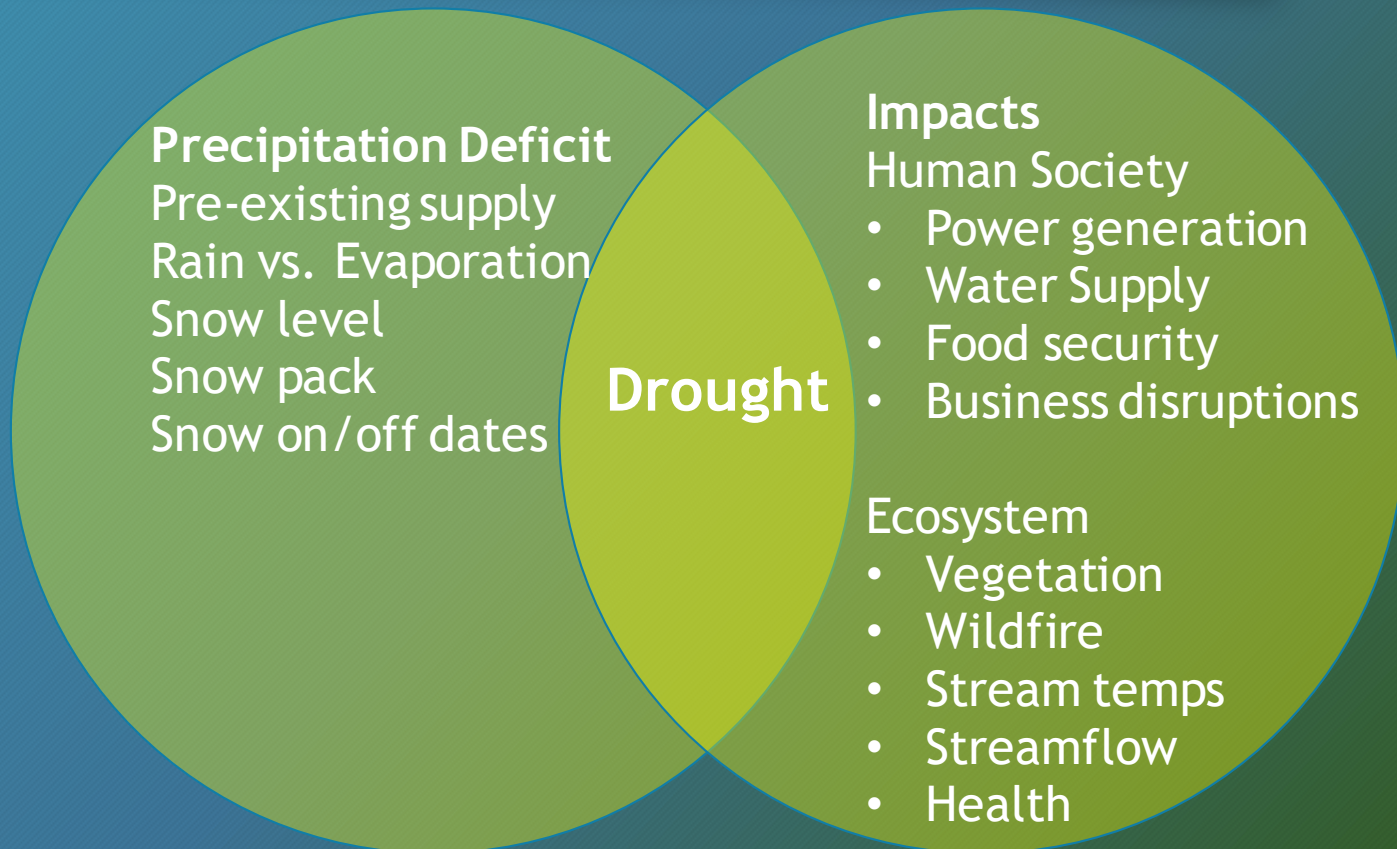 Precipitation Deficit
Pre-existing supply
Rain vs. Evaporation
Snow level
Snow pack
Snow on/off dates
Drought
Impacts
Human Society
• Power generation
• Water Supply
• Food security
• Business disruptions
Ecosystem
• Vegetation
• Wildfire
• Stream temps
• Streamflow
• Health